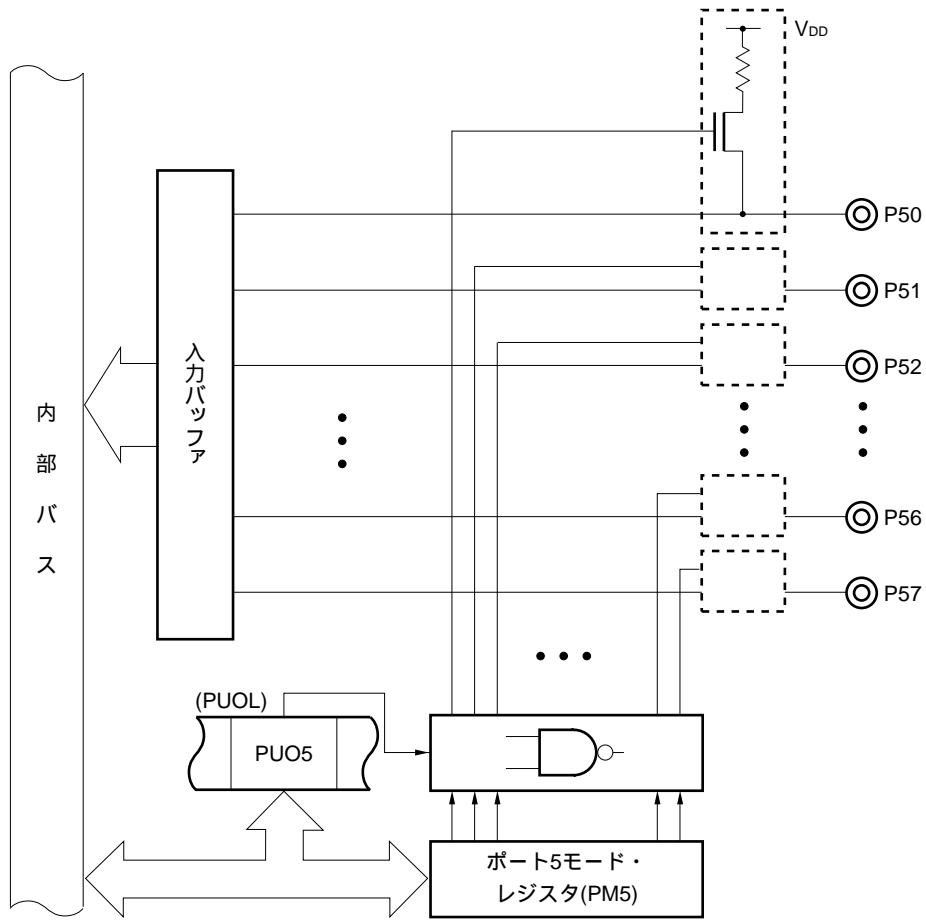 VDD
P50
P51
P52
P56
P57
入力バッファ
内部バス
(PUOL)
PUO5
ポート5モード・
レジスタ(PM5)